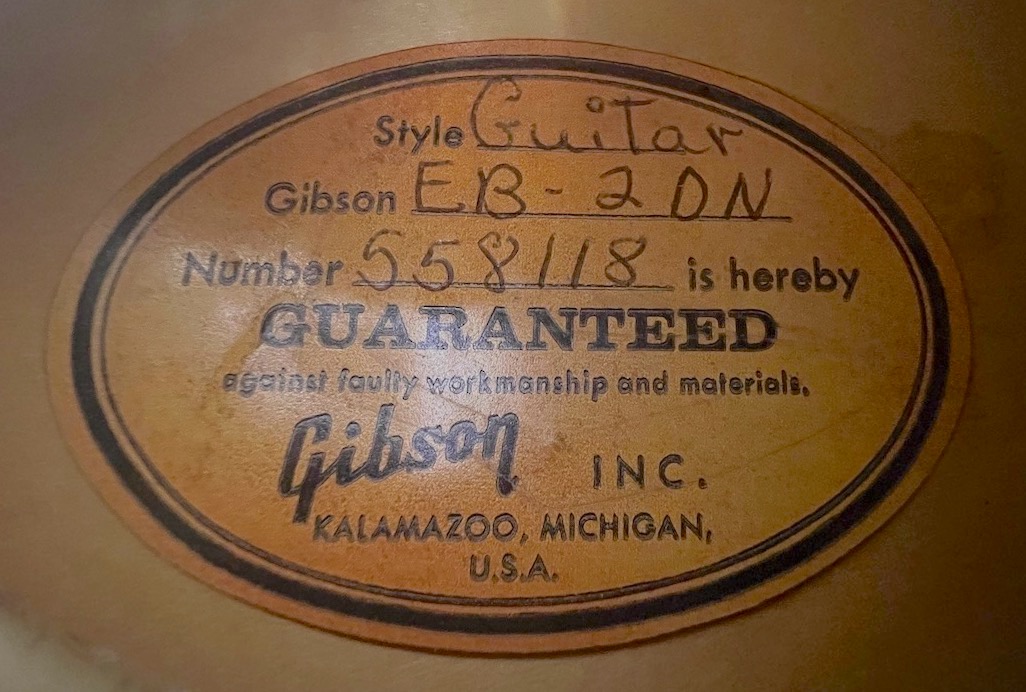 Style Guitar
Gibson EB-2DN
Number 558118 is hereby
GUARANTEED
against faulty workmanship and materials.
Gibson INC.
KALAMAZOO, MICHIGAN,
U.S.A.